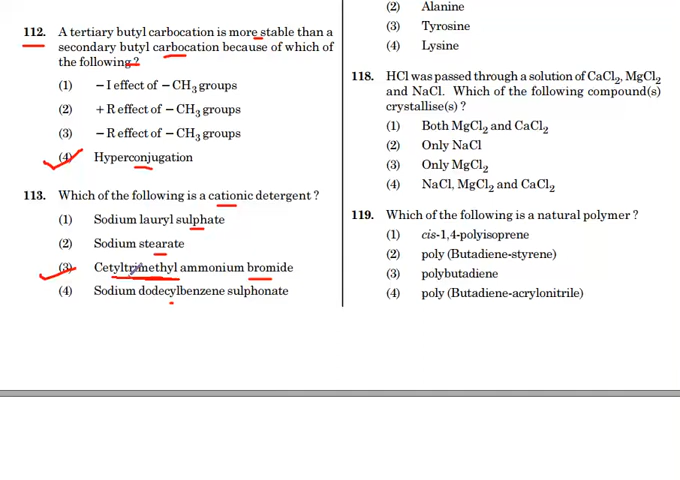 112. A tertiary butyl carbocation is more stable than a
secondary butyl carbocation because of which of
the following ?
(1) – I effect of – CH₃ groups
(2) + R effect of – CH₃ groups
(3) – R effect of – CH₃ groups
(4) Hyperconjugation
113. Which of the following is a cationic detergent ?
(1) Sodium lauryl sulphate
(2) Sodium stearate
(3) Cetyltrimethyl ammonium bromide
(4) Sodium dodecylbenzene sulphonate
(2) Alanine
(3) Tyrosine
(4) Lysine
118. HCl was passed through a solution of CaCl₂, MgCl₂
and NaCl. Which of the following compound(s)
crystallise(s) ?
(1) Both MgCl₂ and CaCl₂
(2) Only NaCl
(3) Only MgCl₂
(4) NaCl, MgCl₂ and CaCl₂
119. Which of the following is a natural polymer ?
(1) cis-1,4-polyisoprene
(2) poly (Butadiene-styrene)
(3) polybutadiene
(4) poly (Butadiene-acrylonitrile)